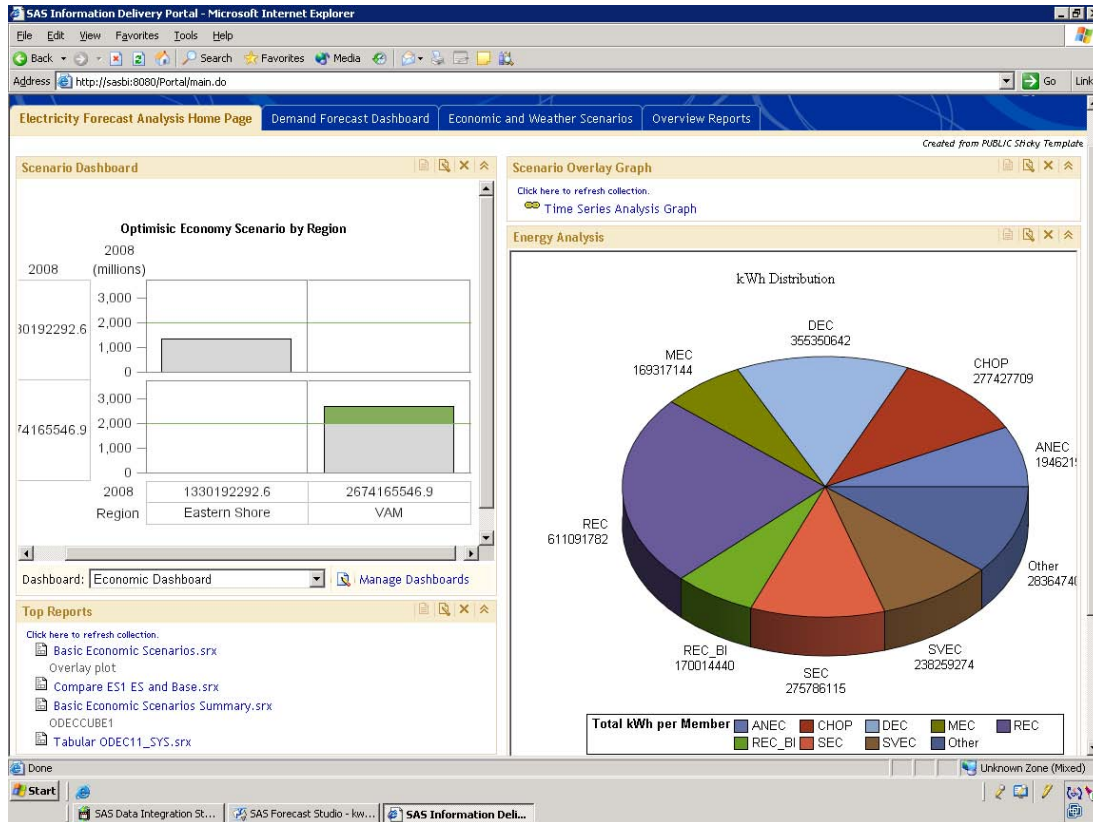 SAS Information Delivery Portal - Microsoft Internet Explorer
File Edit View Favorites Tools Help
Back Search Favorites Media
Address http://sasbi:8080/Portal/main.do Go Link
Electricity Forecast Analysis Home Page Demand Forecast Dashboard Economic and Weather Scenarios Overview Reports
Created from PUBLIC Sticky Template
Scenario Dashboard
Optimisic Economy Scenario by Region
2008
2008 (millions)
3,000
30192292.6 2,000
1,000
0
3,000
74165546.9 2,000
1,000
0
2008 1330192292.6 2674165546.9
Region Eastern Shore VAM
Dashboard: Economic Dashboard Manage Dashboards
Top Reports
Click here to refresh collection.
Basic Economic Scenarios.srx
Overlay plot
Compare ES1 ES and Base.srx
Basic Economic Scenarios Summary.srx
ODECCUBE1
Tabular ODEC11_SYS.srx
Scenario Overlay Graph
Click here to refresh collection.
Time Series Analysis Graph
Energy Analysis
kWh Distribution
DEC
355350642
MEC
169317144
CHOP
277427709
ANEC
194621
REC
611091782
Other
28364740
REC_BI
170014440
SEC
275786115
SVEC
238259274
Total kWh per Member ANEC CHOP DEC MEC REC
REC_BI SEC SVEC Other
Done Unknown Zone (Mixed)
Start
SAS Data Integration St... SAS Forecast Studio - kw... SAS Information Deli...